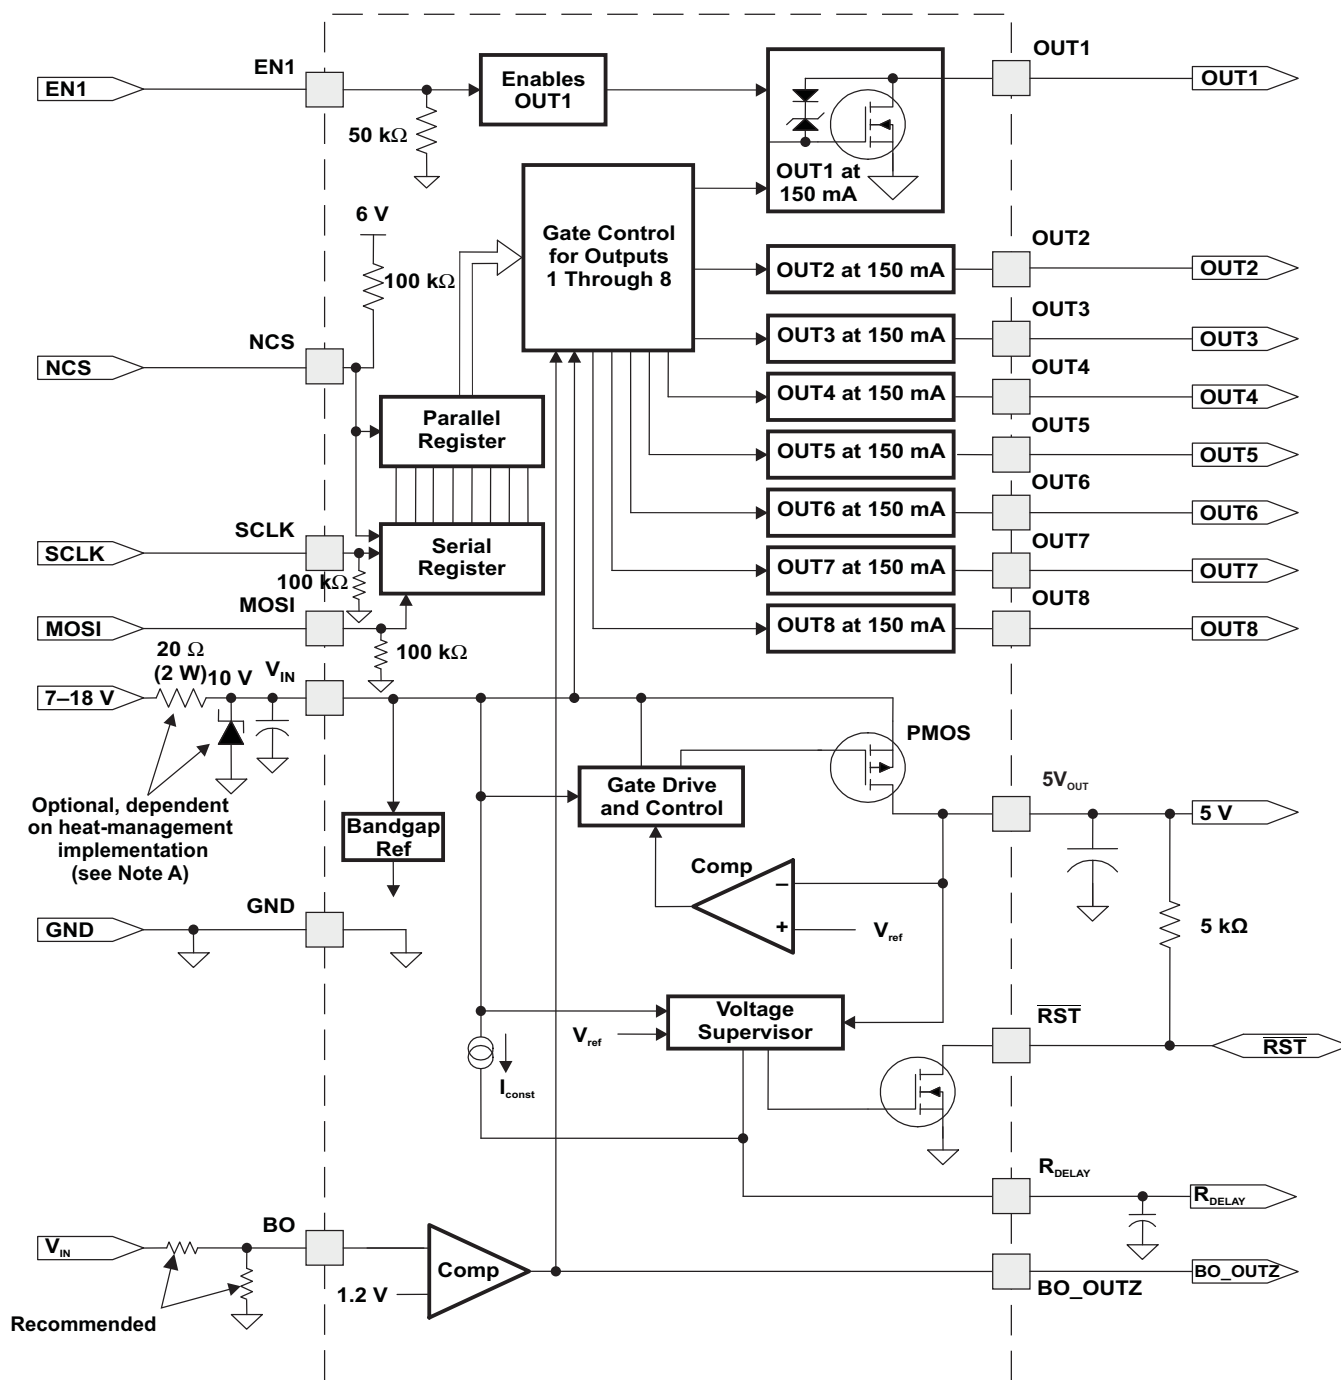 EN1
EN1
Enables
OUT1
OUT1
OUT1
50 kΩ
OUT1 at
150 mA
6 V
100 kΩ
Gate Control
for Outputs
1 Through 8
OUT2
OUT2 at 150 mA
OUT2
NCS
NCS
OUT3
OUT3 at 150 mA
OUT3
OUT4
OUT4 at 150 mA
OUT4
Parallel
Register
OUT5
OUT5 at 150 mA
OUT5
OUT6
OUT6 at 150 mA
OUT6
SCLK
SCLK
Serial
Register
100 kΩ
OUT7
OUT7 at 150 mA
OUT7
MOSI
MOSI
100 kΩ
OUT8
OUT8 at 150 mA
OUT8
20 Ω
(2 W)
10 V
VIN
7–18 V
PMOS
Optional, dependent
on heat-management
implementation
(see Note A)
Bandgap
Ref
Gate Drive
and Control
5VOUT
5 V
Comp
–
+
Vref
GND
GND
5 kΩ
Voltage
Supervisor
Vref
Iconst
RST
RST
RDELAY
RDELAY
BO
VIN
Comp
1.2 V
Recommended
BO_OUTZ
BO_OUTZ